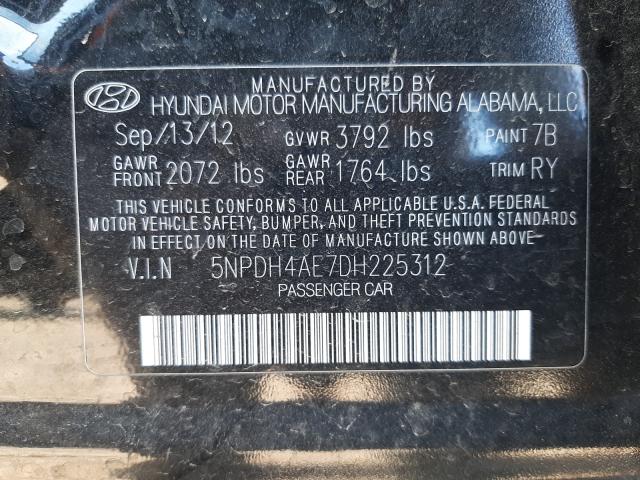 MANUFACTURED BY
HYUNDAI MOTOR MANUFACTURING ALABAMA, LLC
Sep/13/12 GVWR 3792 lbs PAINT 7B
GAWR FRONT 2072 lbs GAWR REAR 1764 lbs TRIM RY
THIS VEHICLE CONFORMS TO ALL APPLICABLE U.S.A. FEDERAL
MOTOR VEHICLE SAFETY, BUMPER, AND THEFT PREVENTION STANDARDS
IN EFFECT ON THE DATE OF MANUFACTURE SHOWN ABOVE.
V.I.N 5NPDH4AE7DH225312
PASSENGER CAR